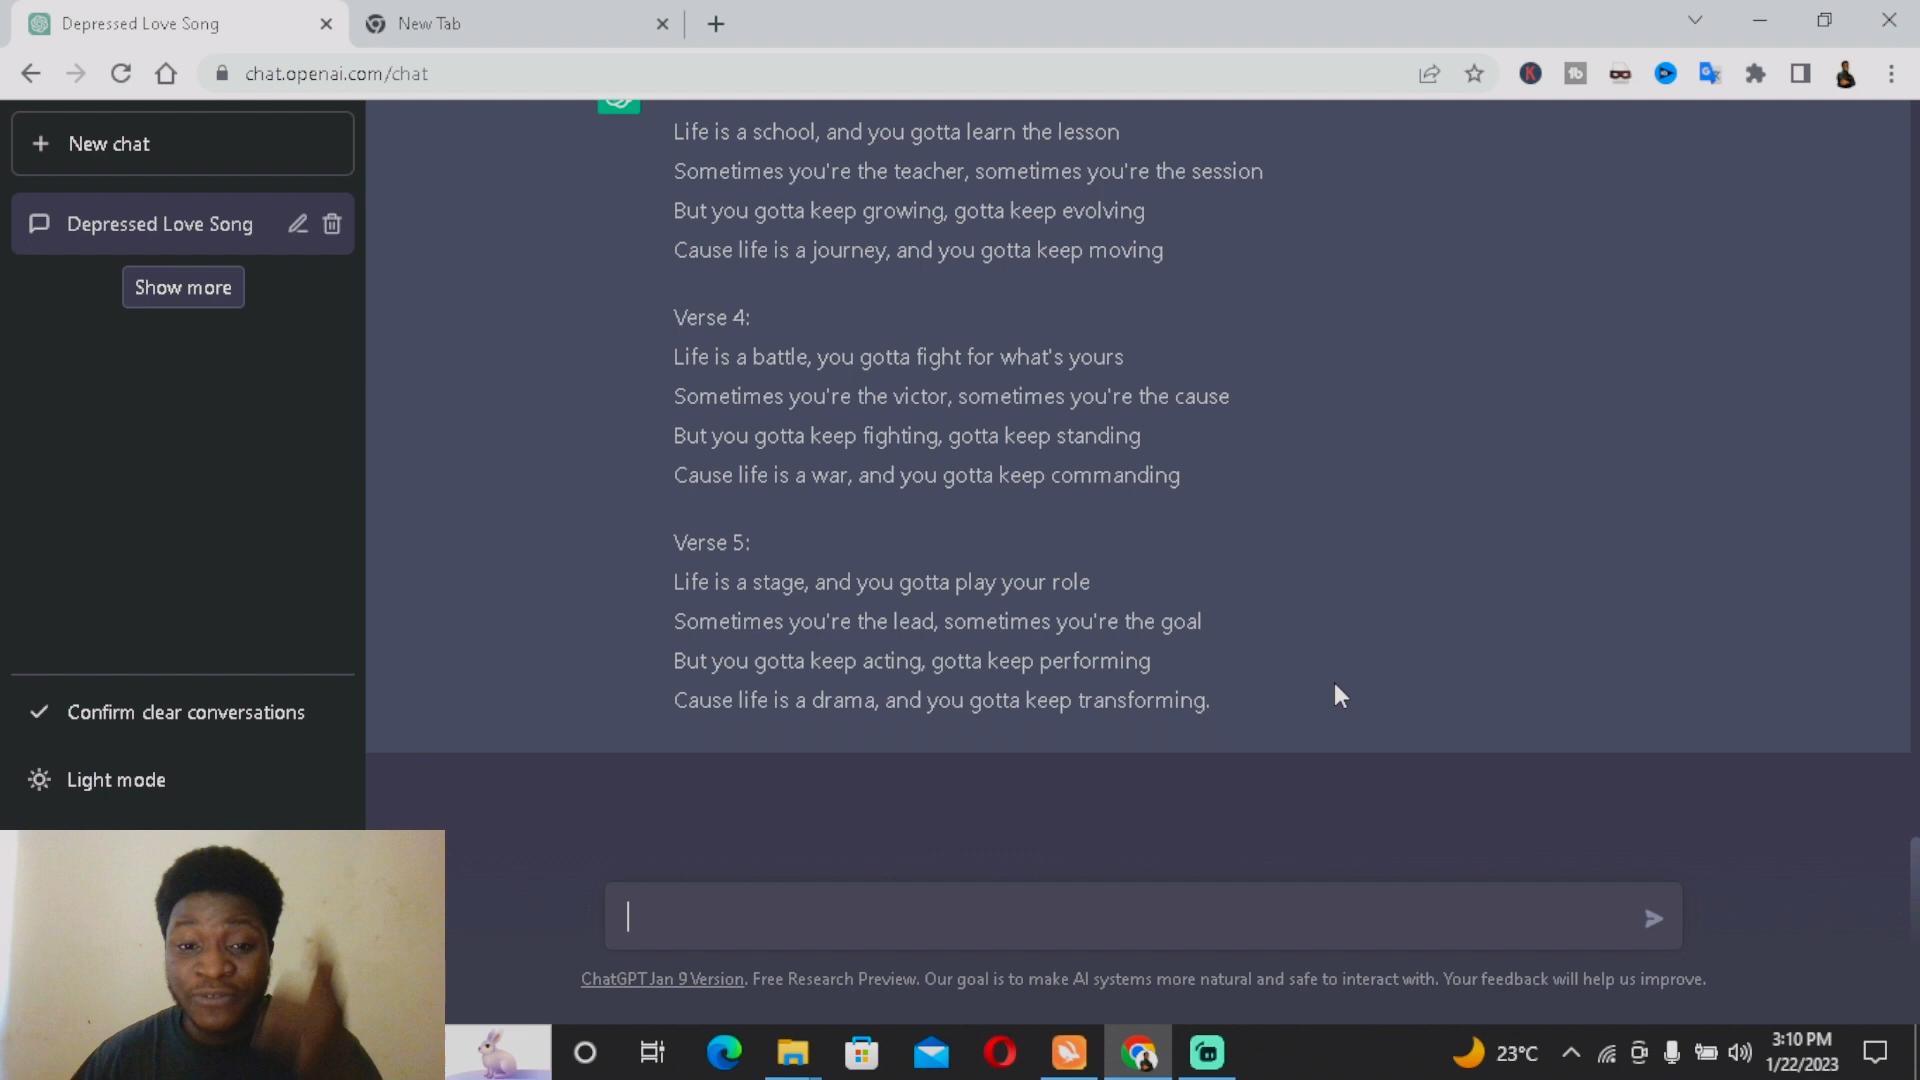 Depressed Love Song
New Tab
chat.openai.com/chat
New chat
Depressed Love Song
Show more
Life is a school, and you gotta learn the lesson
Sometimes you're the teacher, sometimes you're the session
But you gotta keep growing, gotta keep evolving
Cause life is a journey, and you gotta keep moving
Verse 4:
Life is a battle, you gotta fight for what's yours
Sometimes you're the victor, sometimes you're the cause
But you gotta keep fighting, gotta keep standing
Cause life is a war, and you gotta keep commanding
Verse 5:
Life is a stage, and you gotta play your role
Sometimes you're the lead, sometimes you're the goal
But you gotta keep acting, gotta keep performing
Cause life is a drama, and you gotta keep transforming.
Confirm clear conversations
Light mode
ChatGPT Jan 9 Version. Free Research Preview. Our goal is to make AI systems more natural and safe to interact with. Your feedback will help us improve.
23°C
3:10 PM
1/22/2023